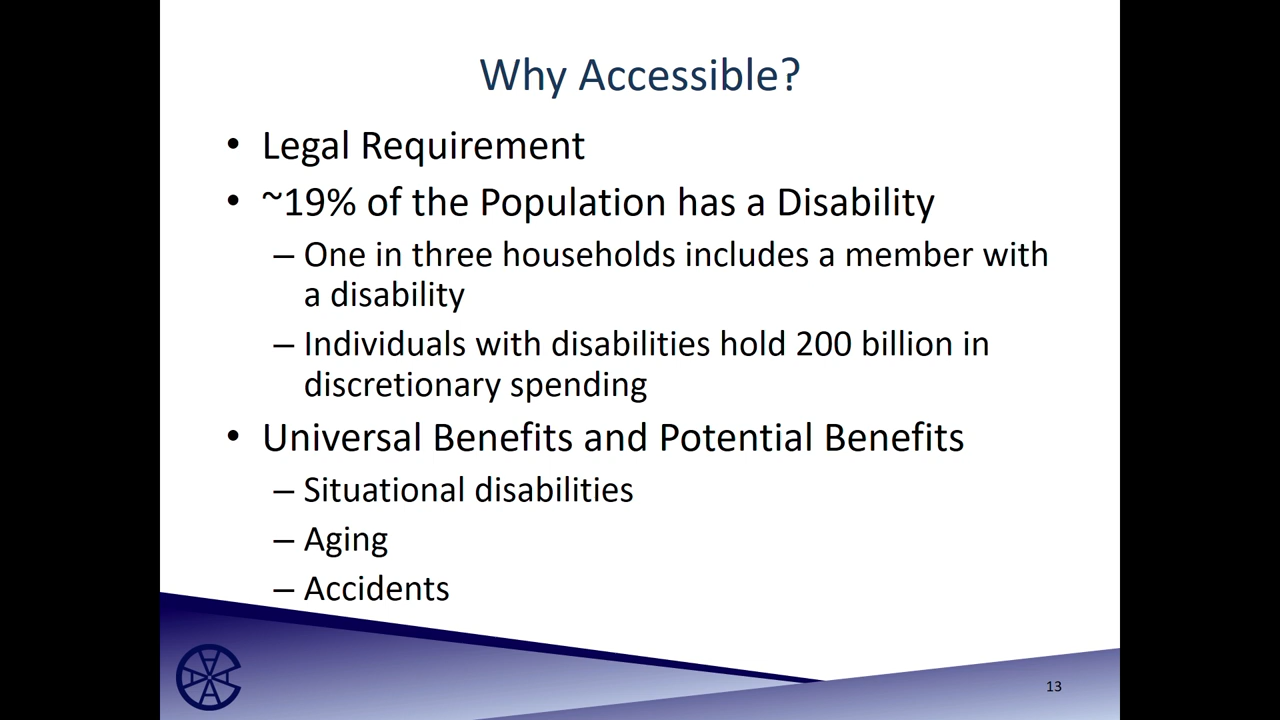 Why Accessible?
• Legal Requirement
• ~19% of the Population has a Disability
– One in three households includes a member with
a disability
– Individuals with disabilities hold 200 billion in
discretionary spending
• Universal Benefits and Potential Benefits
– Situational disabilities
– Aging
– Accidents
13